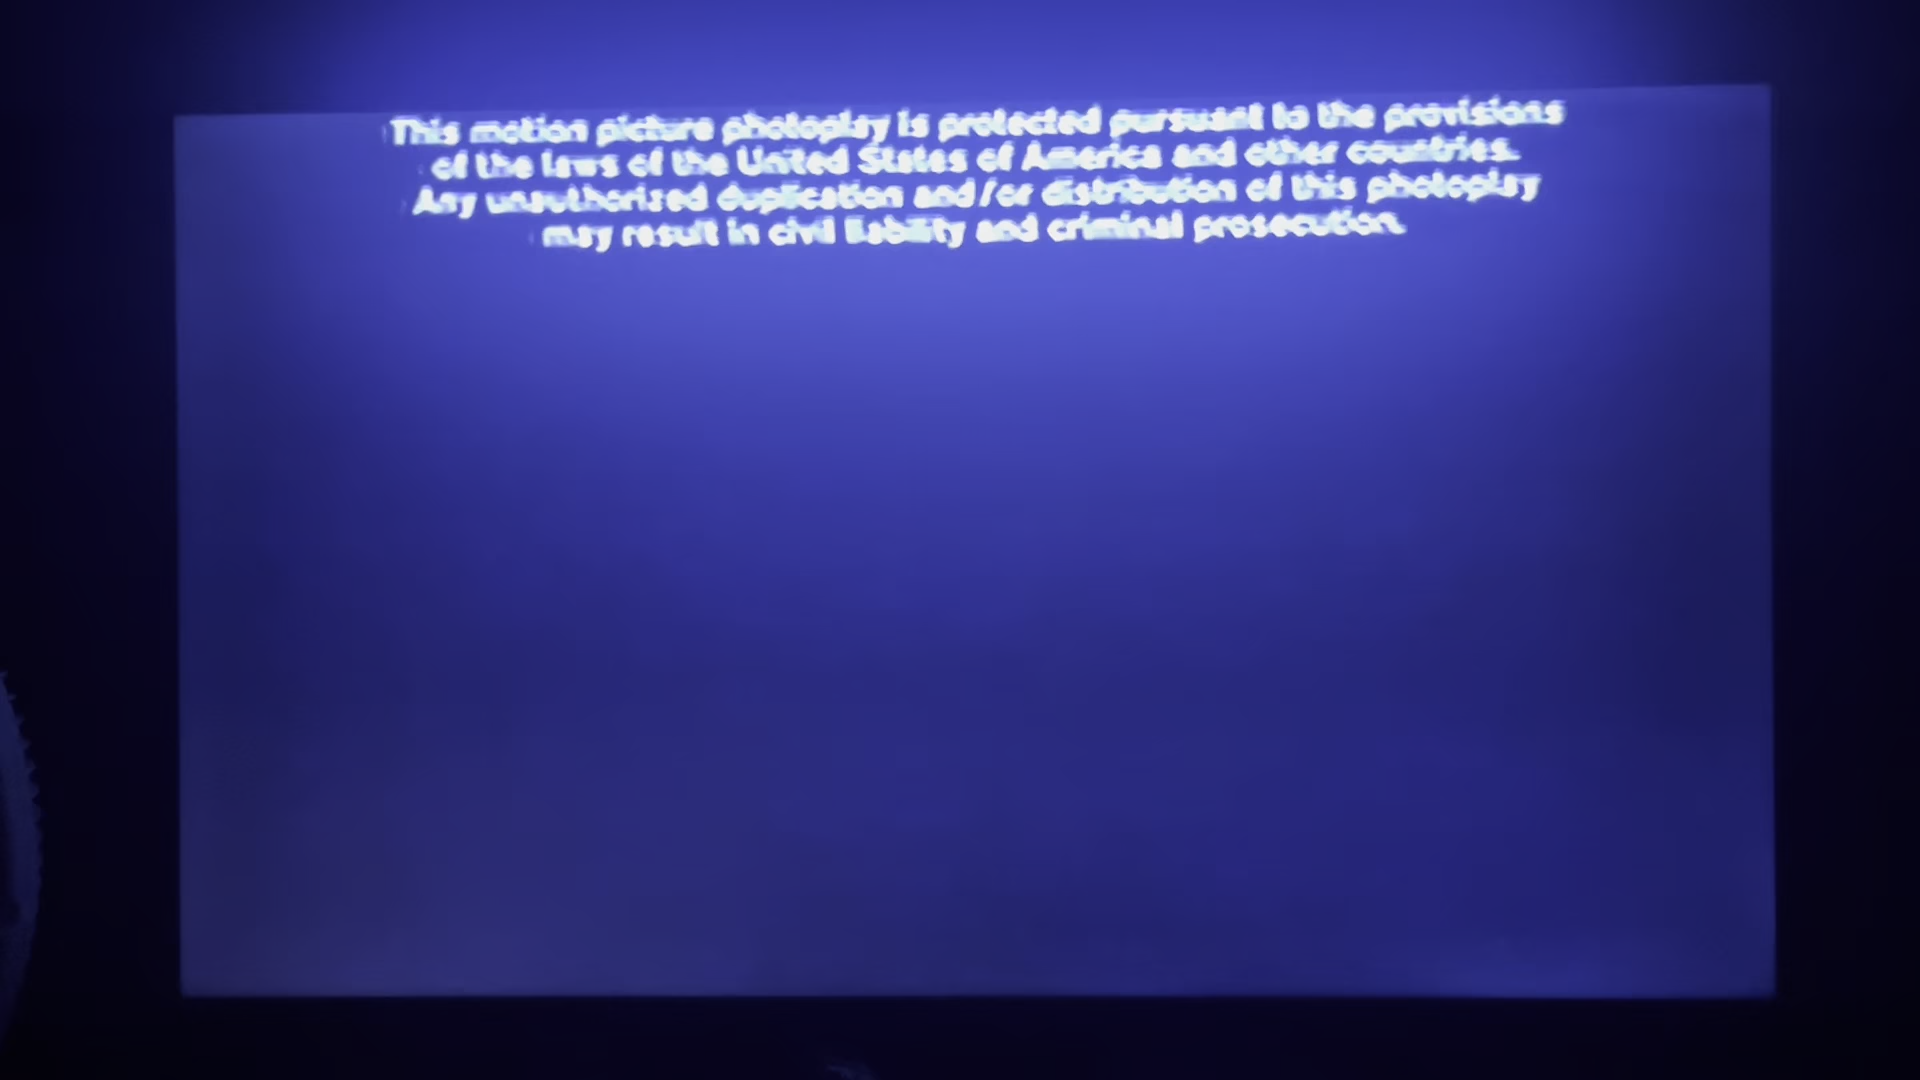 This motion picture photoplay is protected pursuant to the provisions
of the laws of the United States of America and other countries.
Any unauthorized duplication and/or distribution of this photoplay
may result in civil liability and criminal prosecution.